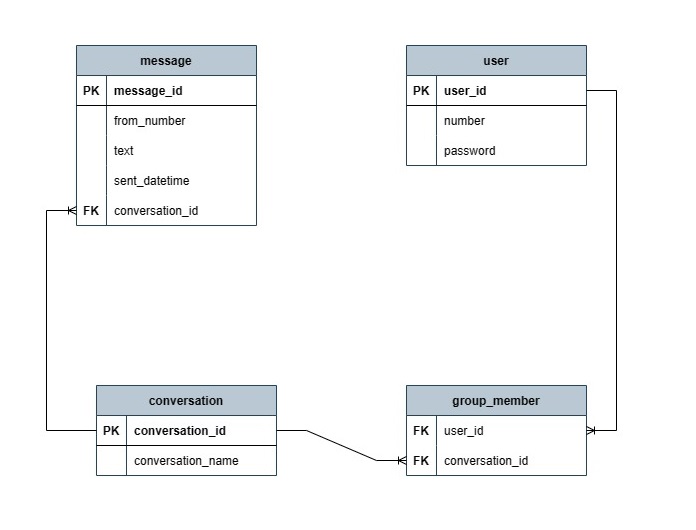 message
PK message_id
from_number
text
sent_datetime
FK conversation_id
user
PK user_id
number
password
conversation
PK conversation_id
conversation_name
group_member
FK user_id
FK conversation_id